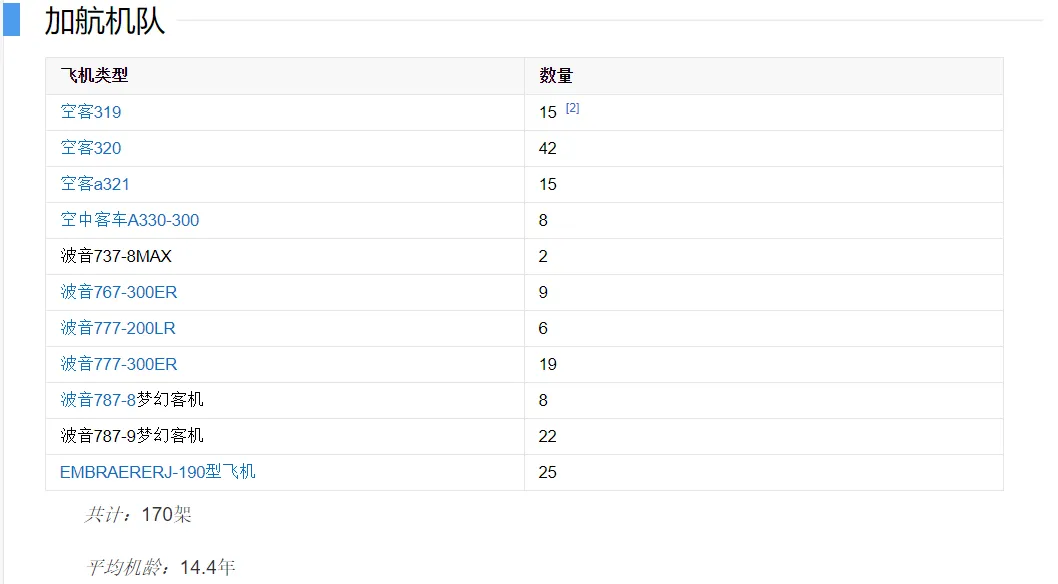 加航机队
飞机类型 数量
空客319 15 [2]
空客320 42
空客a321 15
空中客车A330-300 8
波音737-8MAX 2
波音767-300ER 9
波音777-200LR 6
波音777-300ER 19
波音787-8梦幻客机 8
波音787-9梦幻客机 22
EMBRAERERJ-190型飞机 25
共计：170架
平均机龄：14.4年